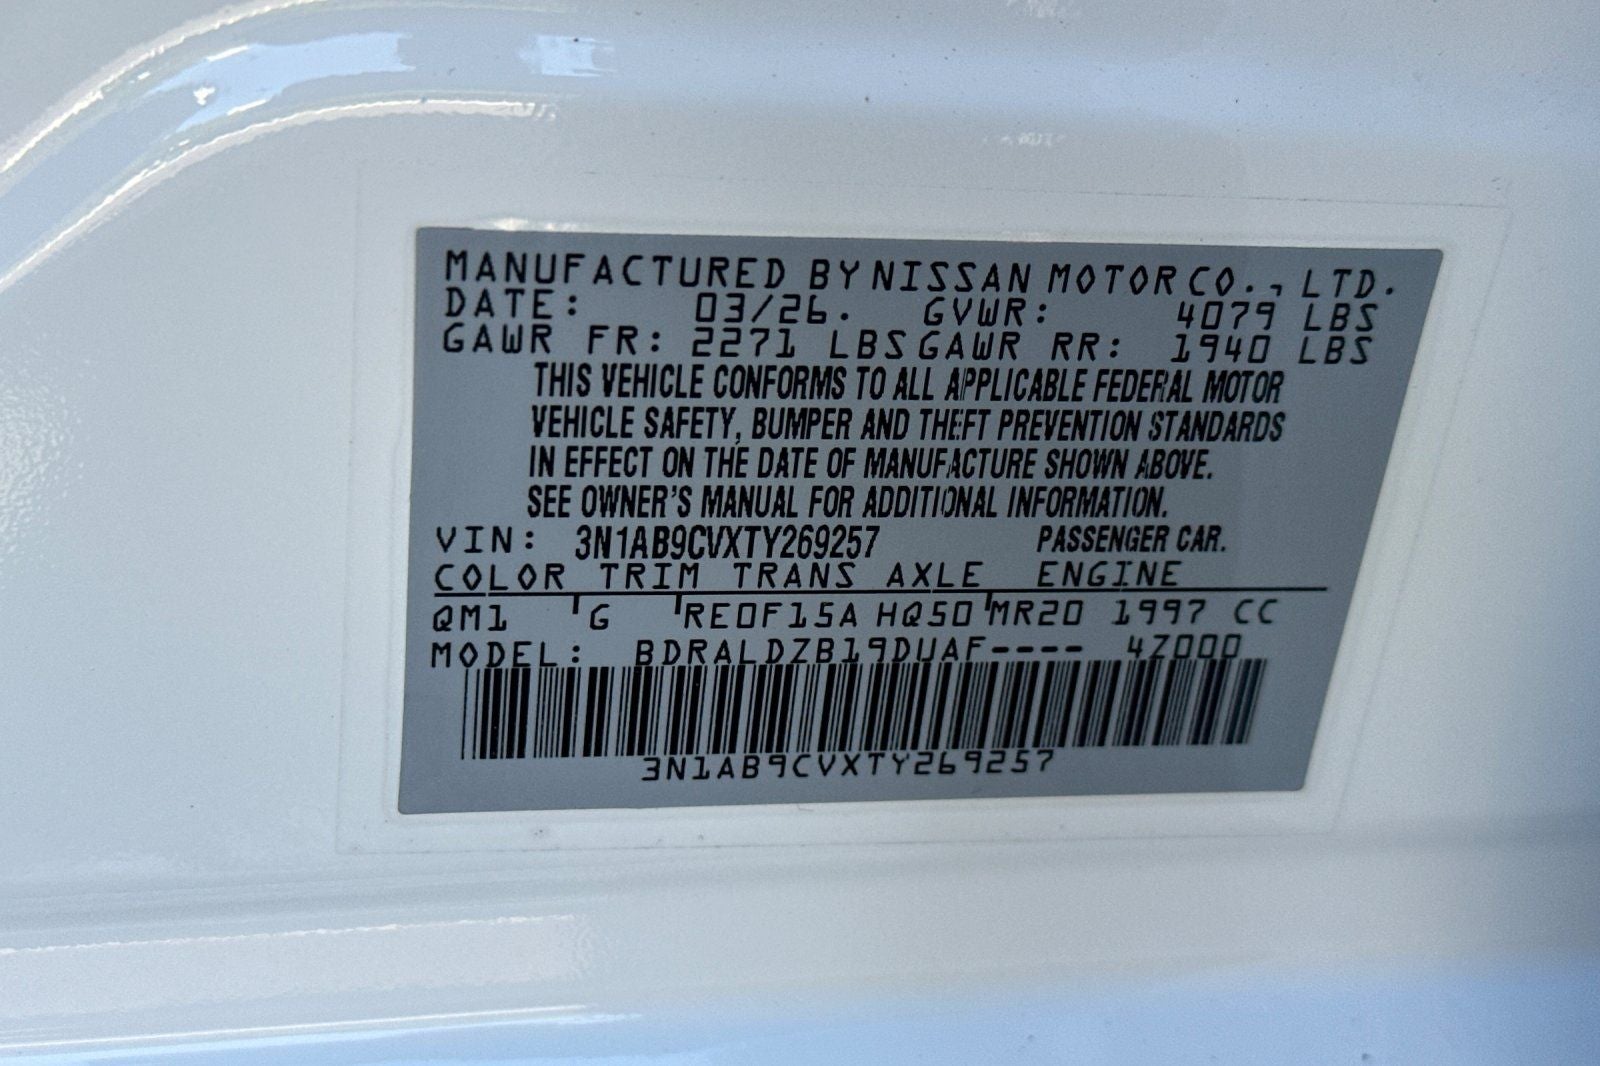 MANUFACTURED BY NISSAN MOTOR CO., LTD.
DATE: 03/26. GVWR: 4079 LBS
GAWR FR: 2271 LBS GAWR RR: 1940 LBS
THIS VEHICLE CONFORMS TO ALL APPLICABLE FEDERAL MOTOR
VEHICLE SAFETY, BUMPER AND THEFT PREVENTION STANDARDS
IN EFFECT ON THE DATE OF MANUFACTURE SHOWN ABOVE.
SEE OWNER'S MANUAL FOR ADDITIONAL INFORMATION.
VIN: 3N1AB9CVXTY269257 PASSENGER CAR.
COLOR TRIM TRANS AXLE ENGINE
QM1 G RE0F15A HQ50 MR20 1997 CC
MODEL: BDRALDZB19DUAF---- 4Z000
3N1AB9CVXTY269257